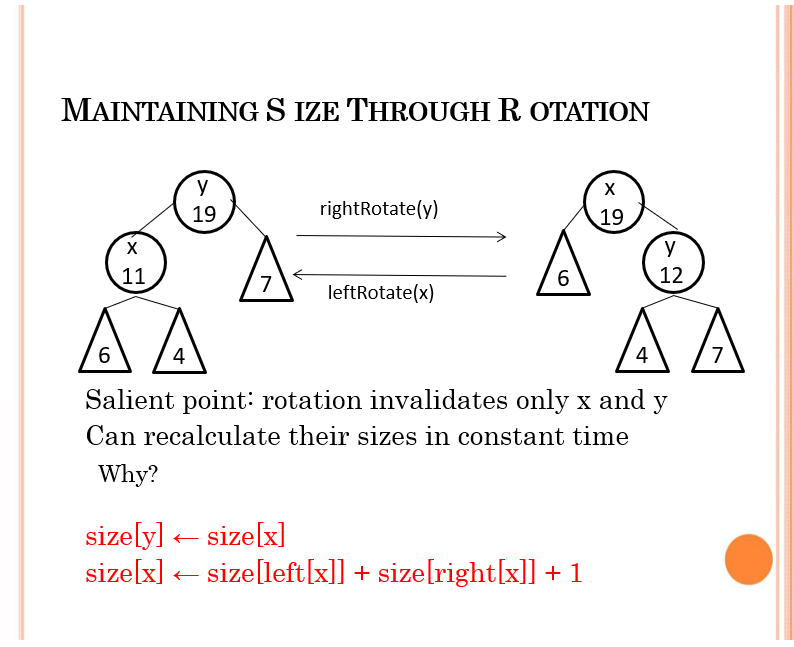 MAINTAINING S IZE THROUGH R OTATION
y
19
x
11
7
6
4
rightRotate(y)
leftRotate(x)
x
19
6
y
12
4
7
Salient point: rotation invalidates only x and y
Can recalculate their sizes in constant time
Why?
size[y] ← size[x]
size[x] ← size[left[x]] + size[right[x]] + 1